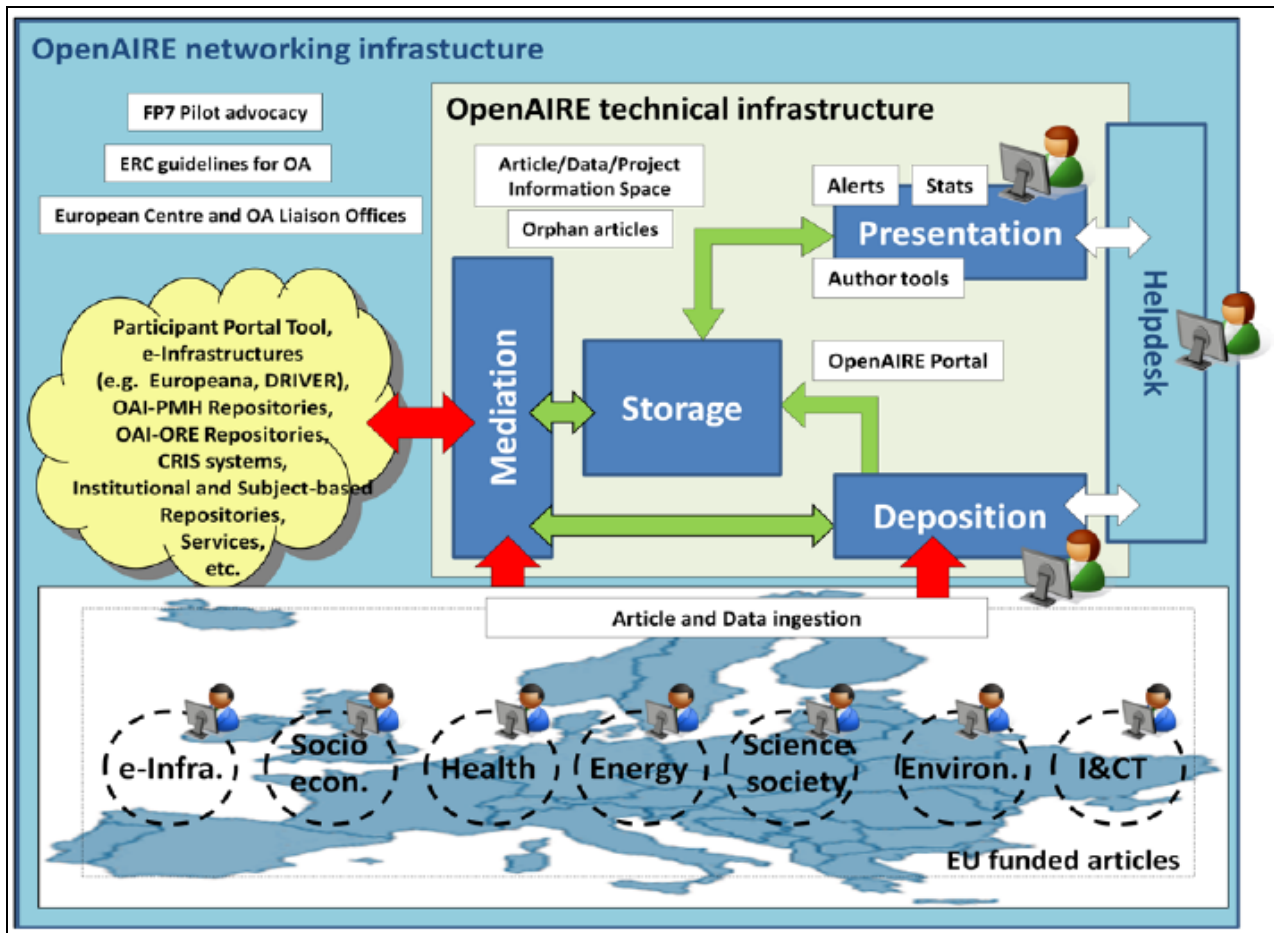 OpenAIRE networking infrastucture
FP7 Pilot advocacy
ERC guidelines for OA
European Centre and OA Liaison Offices
OpenAIRE technical infrastructure
Article/Data/Project
Information Space
Orphan articles
Alerts
Stats
Presentation
Author tools
OpenAIRE Portal
Mediation
Storage
Deposition
Helpdesk
Participant Portal Tool,
e-Infrastructures
(e.g. Europeana, DRIVER),
OAI-PMH Repositories,
OAI-ORE Repositories,
CRIS systems,
Institutional and Subject-based
Repositories,
Services,
etc.
Article and Data ingestion
e-Infra.
Socio
econ.
Health
Energy
Science
society
Environ.
I&CT
EU funded articles